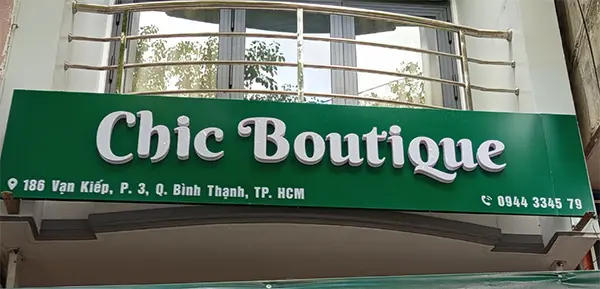 Chic Boutique
186 Vạn Kiếp, P. 3, Q. Bình Thạnh, TP. HCM
0944 3345 79